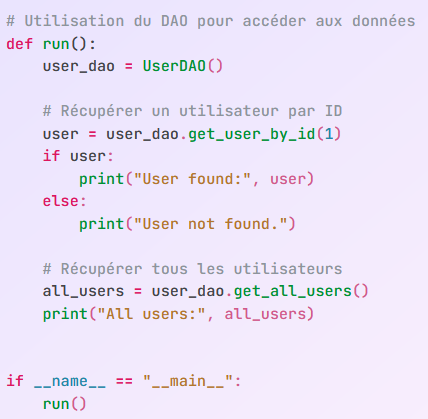 # Utilisation du DAO pour accéder aux données
def run():
    user_dao = UserDAO()

    # Récupérer un utilisateur par ID
    user = user_dao.get_user_by_id(1)
    if user:
        print("User found:", user)
    else:
        print("User not found.")

    # Récupérer tous les utilisateurs
    all_users = user_dao.get_all_users()
    print("All users:", all_users)


if __name__ == "__main__":
    run()